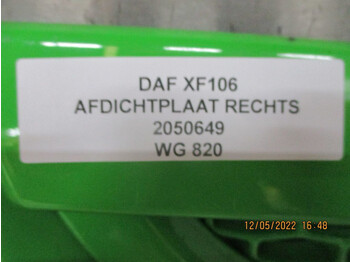 DAF XF106
AFDICHTPLAAT RECHTS
2050649
WG 820
12/05/2022 16:48